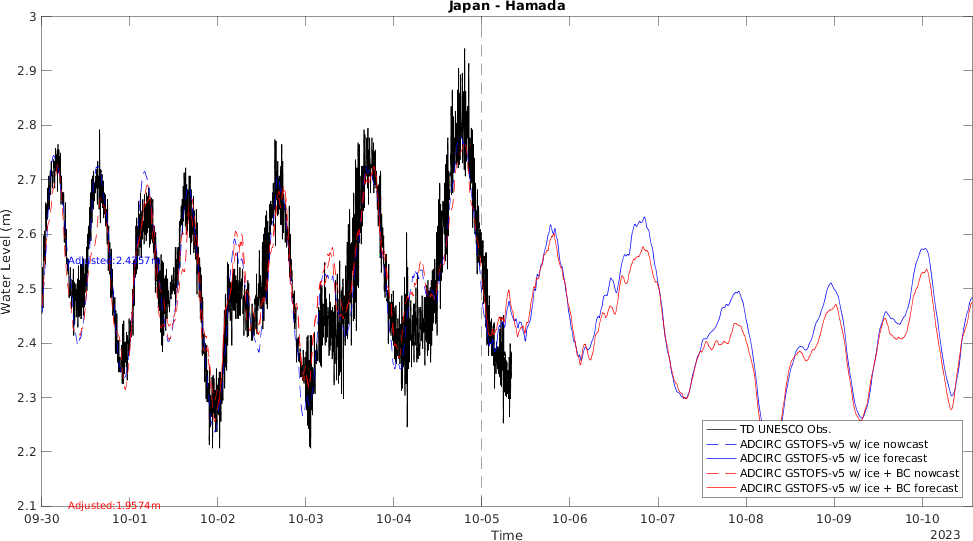 Japan - Hamada
3
2.9
2.8
2.7
2.6
2.5
2.4
2.3
2.2
2.1
Water Level (m)
Adjusted:2.4757m
Adjusted:1.9574m
TD UNESCO Obs.
ADCIRC GSTOFS-v5 w/ ice nowcast
ADCIRC GSTOFS-v5 w/ ice forecast
ADCIRC GSTOFS-v5 w/ ice + BC nowcast
ADCIRC GSTOFS-v5 w/ ice + BC forecast
09-30 10-01 10-02 10-03 10-04 10-05 10-06 10-07 10-08 10-09 10-10
Time
2023